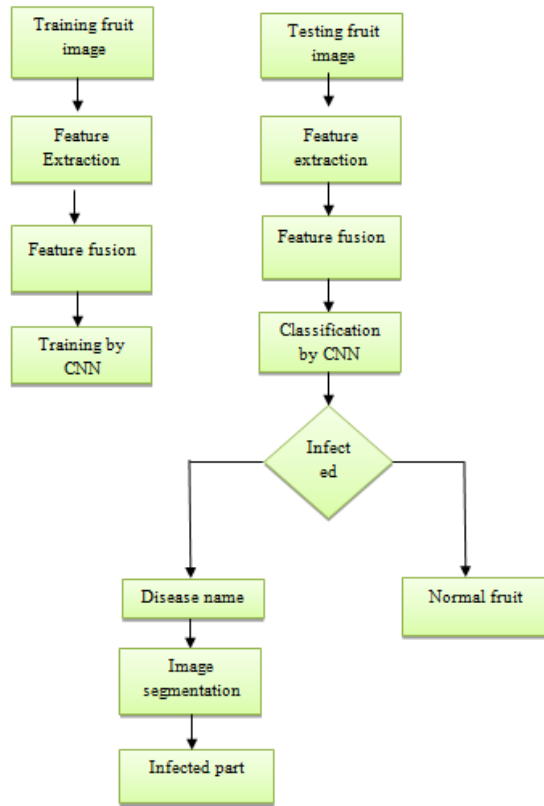 Training fruit
image
Feature
Extraction
Feature fusion
Training by
CNN
Testing fruit
image
Feature
extraction
Feature fusion
Classification
by CNN
Infect
ed
Disease name
Image
segmentation
Infected part
Normal fruit